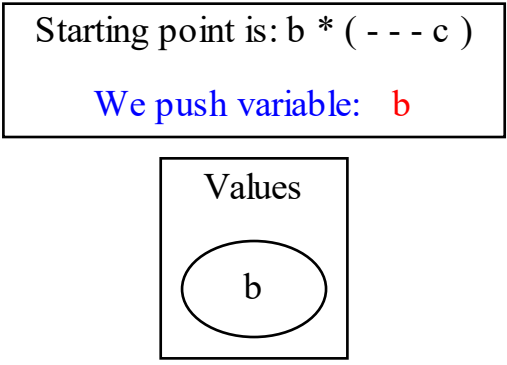 Starting point is: b * ( - - - c )
We push variable: b
Values
b